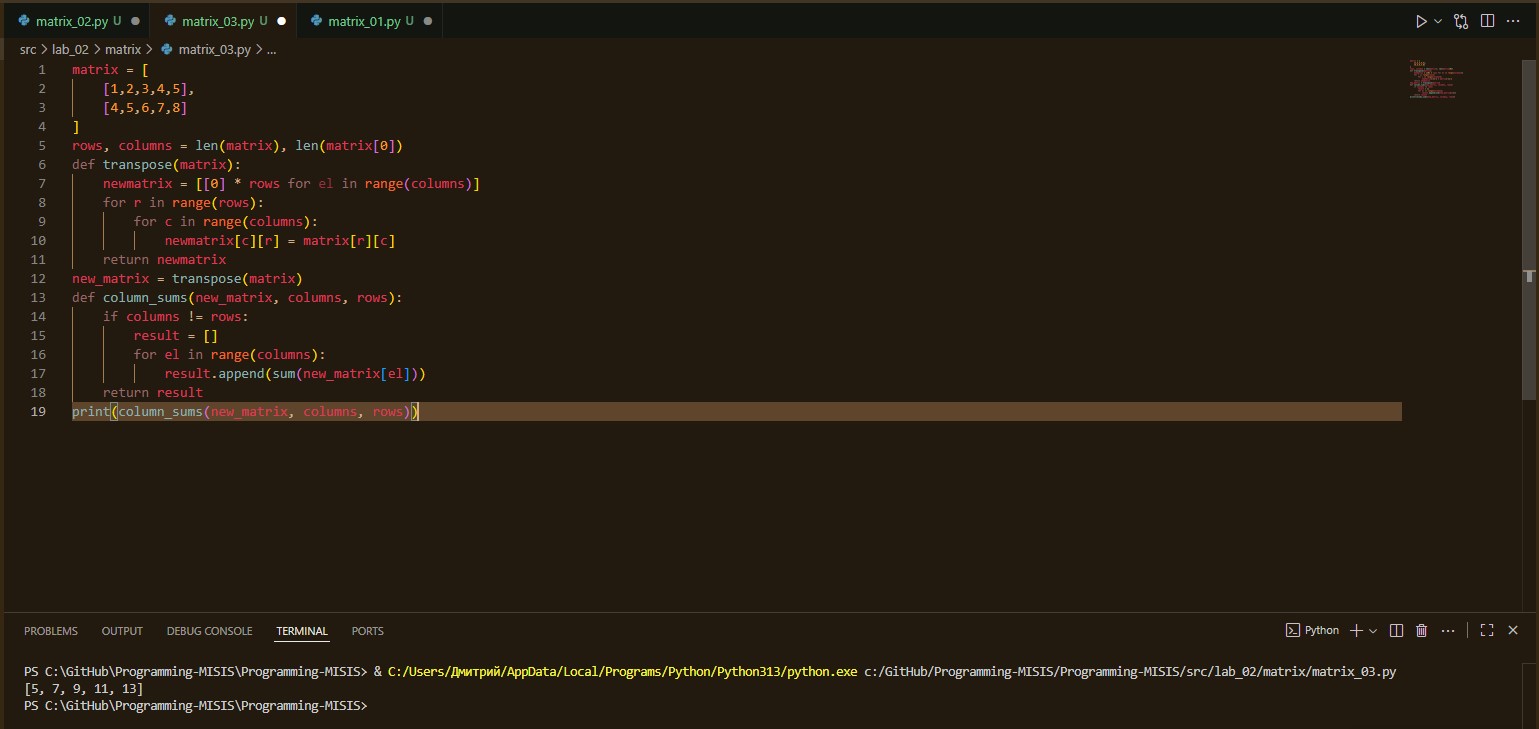 matrix_02.py U ● matrix_03.py U ● matrix_01.py U ●
src > lab_02 > matrix > matrix_03.py > ...
1 matrix = [
2     [1,2,3,4,5],
3     [4,5,6,7,8]
4 ]
5 rows, columns = len(matrix), len(matrix[0])
6 def transpose(matrix):
7     newmatrix = [[0] * rows for el in range(columns)]
8     for r in range(rows):
9         for c in range(columns):
10             newmatrix[c][r] = matrix[r][c]
11     return newmatrix
12 new_matrix = transpose(matrix)
13 def column_sums(new_matrix, columns, rows):
14     if columns != rows:
15         result = []
16         for el in range(columns):
17             result.append(sum(new_matrix[el]))
18     return result
19 print(column_sums(new_matrix, columns, rows))
PROBLEMS OUTPUT DEBUG CONSOLE TERMINAL PORTS Python
PS C:\GitHub\Programming-MISIS\Programming-MISIS> & C:/Users/Дмитрий/AppData/Local/Programs/Python/Python313/python.exe c:/GitHub/Programming-MISIS/Programming-MISIS/src/lab_02/matrix/matrix_03.py
[5, 7, 9, 11, 13]
PS C:\GitHub\Programming-MISIS\Programming-MISIS>